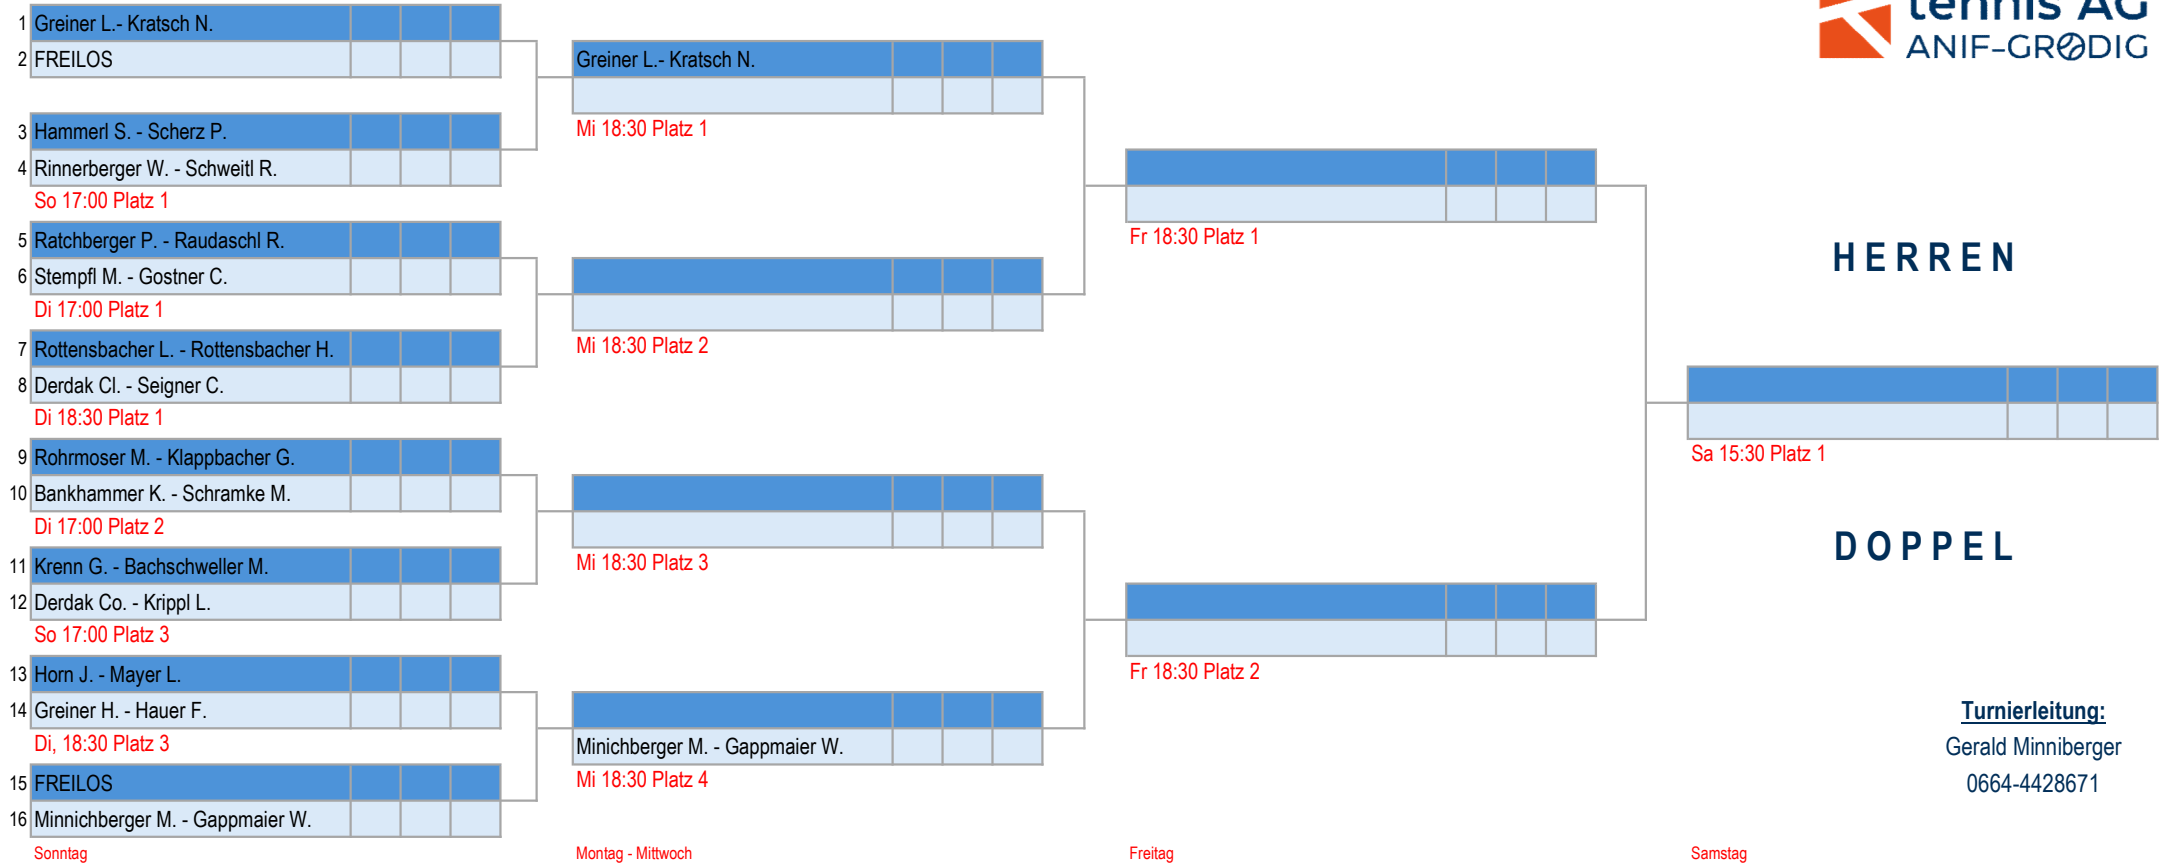 1 Greiner L.- Kratsch N.
2 FREILOS
3 Hammerl S. - Scherz P.
4 Rinnerberger W. - Schweitl R.
So 17:00 Platz 1
5 Ratchberger P. - Raudaschl R.
6 Stempfl M. - Gostner C.
Di 17:00 Platz 1
7 Rottensbacher L. - Rottensbacher H.
8 Derdak Cl. - Seigner C.
Di 18:30 Platz 1
9 Rohrmoser M. - Klappbacher G.
10 Bankhammer K. - Schramke M.
Di 17:00 Platz 2
11 Krenn G. - Bachschweller M.
12 Derdak Co. - Krippl L.
So 17:00 Platz 3
13 Horn J. - Mayer L.
14 Greiner H. - Hauer F.
Di, 18:30 Platz 3
15 FREILOS
16 Minnichberger M. - Gappmaier W.
Sonntag
Greiner L.- Kratsch N.
Mi 18:30 Platz 1
Mi 18:30 Platz 2
Mi 18:30 Platz 3
Minichberger M. - Gappmaier W.
Mi 18:30 Platz 4
Montag - Mittwoch
Fr 18:30 Platz 1
Fr 18:30 Platz 2
Freitag
tennis AG
ANIF-GRØDIG
HERREN
Sa 15:30 Platz 1
DOPPEL
Turnierleitung:
Gerald Minniberger
0664-4428671
Samstag